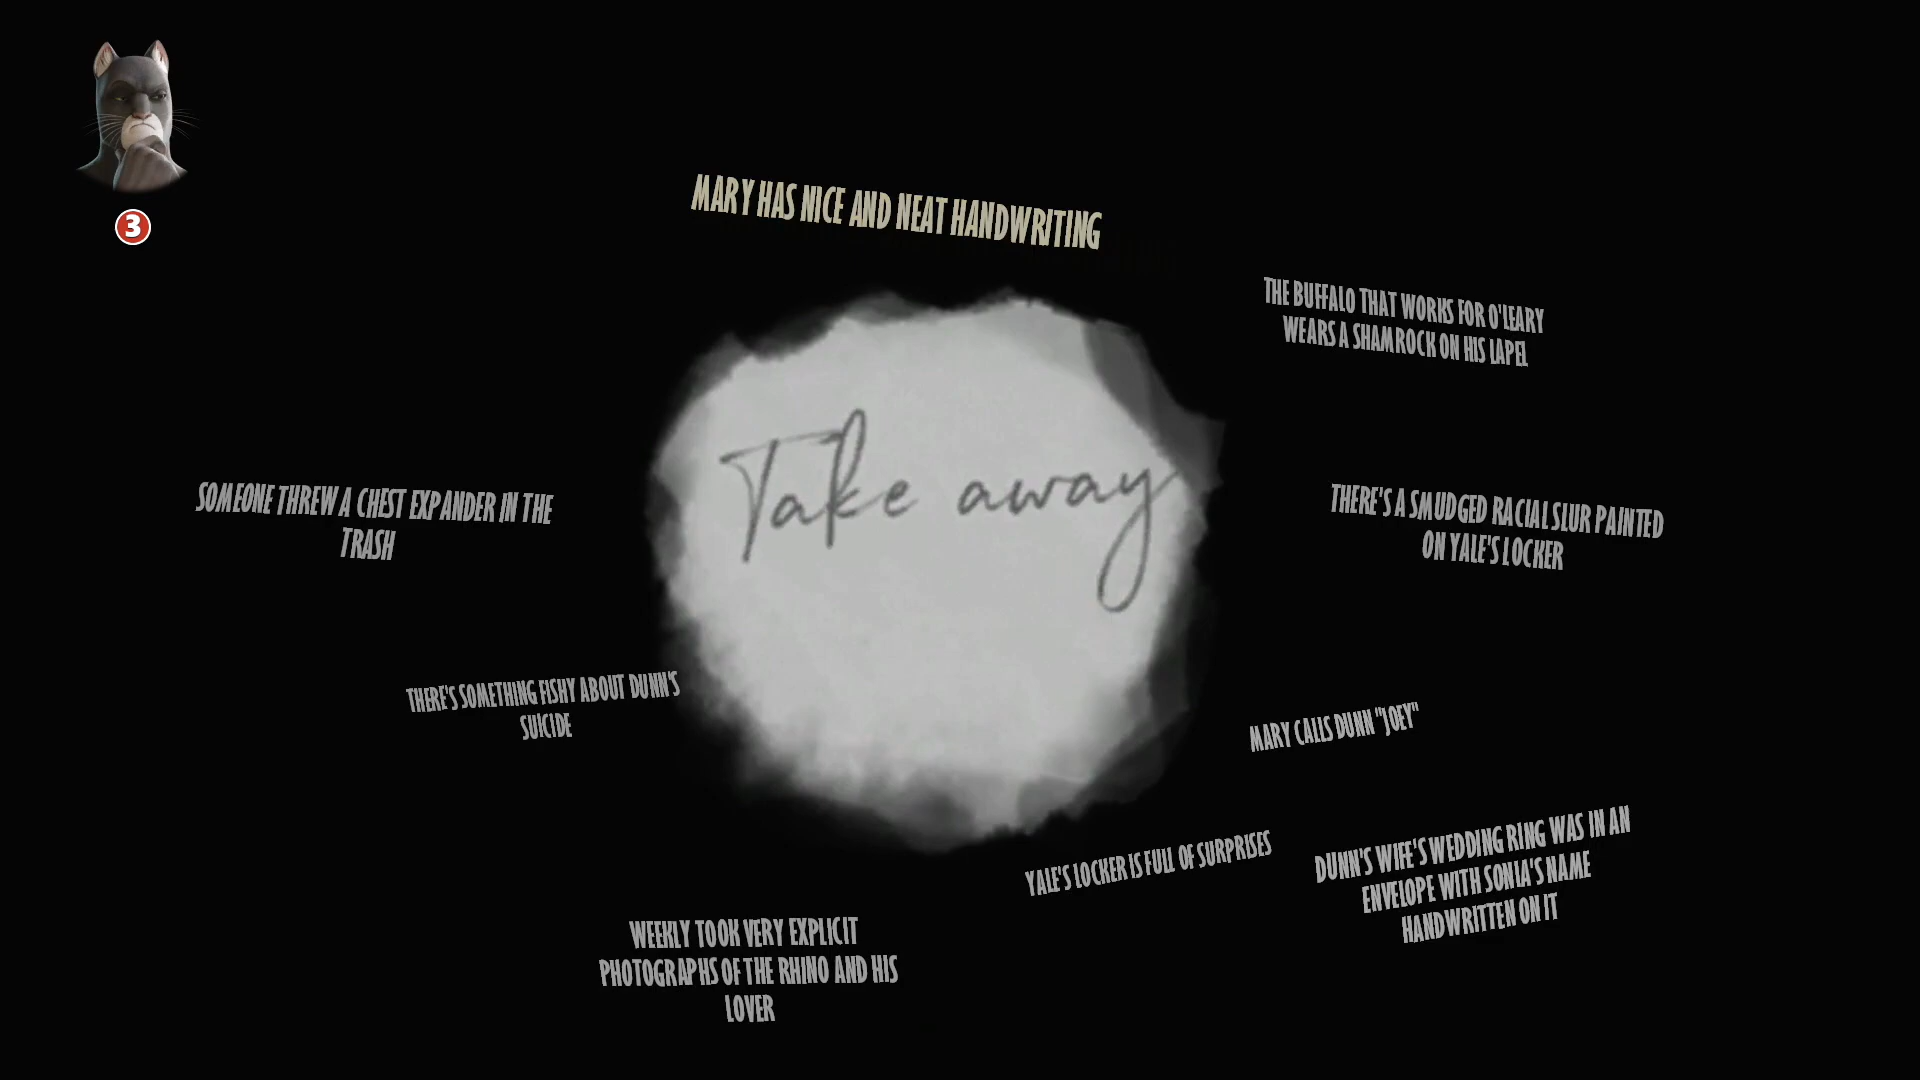 3
MARY HAS NICE AND NEAT HANDWRITING
THE BUFFALO THAT WORKS FOR O'LEARY
WEARS A SHAMROCK ON HIS LAPEL
Take away
SOMEONE THREW A CHEST EXPANDER IN THE
TRASH
THERE'S A SMUDGED RACIAL SLUR PAINTED
ON YALE'S LOCKER
THERE'S SOMETHING FISHY ABOUT DUNN'S
SUICIDE
MARY CALLS DUNN "JOEY"
YALE'S LOCKER IS FULL OF SURPRISES
DUNN'S WIFE'S WEDDING RING WAS IN AN
ENVELOPE WITH SONIA'S NAME
HANDWRITTEN ON IT
WEEKLY TOOK VERY EXPLICIT
PHOTOGRAPHS OF THE RHINO AND HIS
LOVER